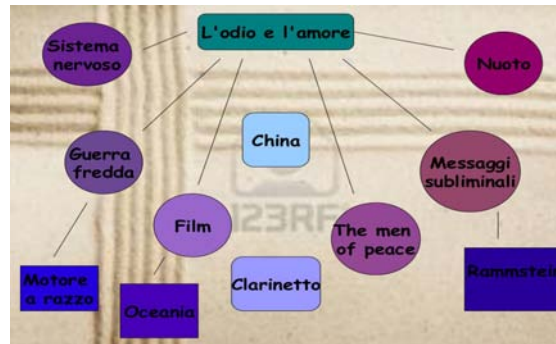 L'odio e l'amore
Sistema
nervoso
Nuoto
China
Guerra
fredda
Messaggi
subliminali
Film
The men
of peace
123RF
Motore
a razzo
Oceania
Clarinetto
Rammstein